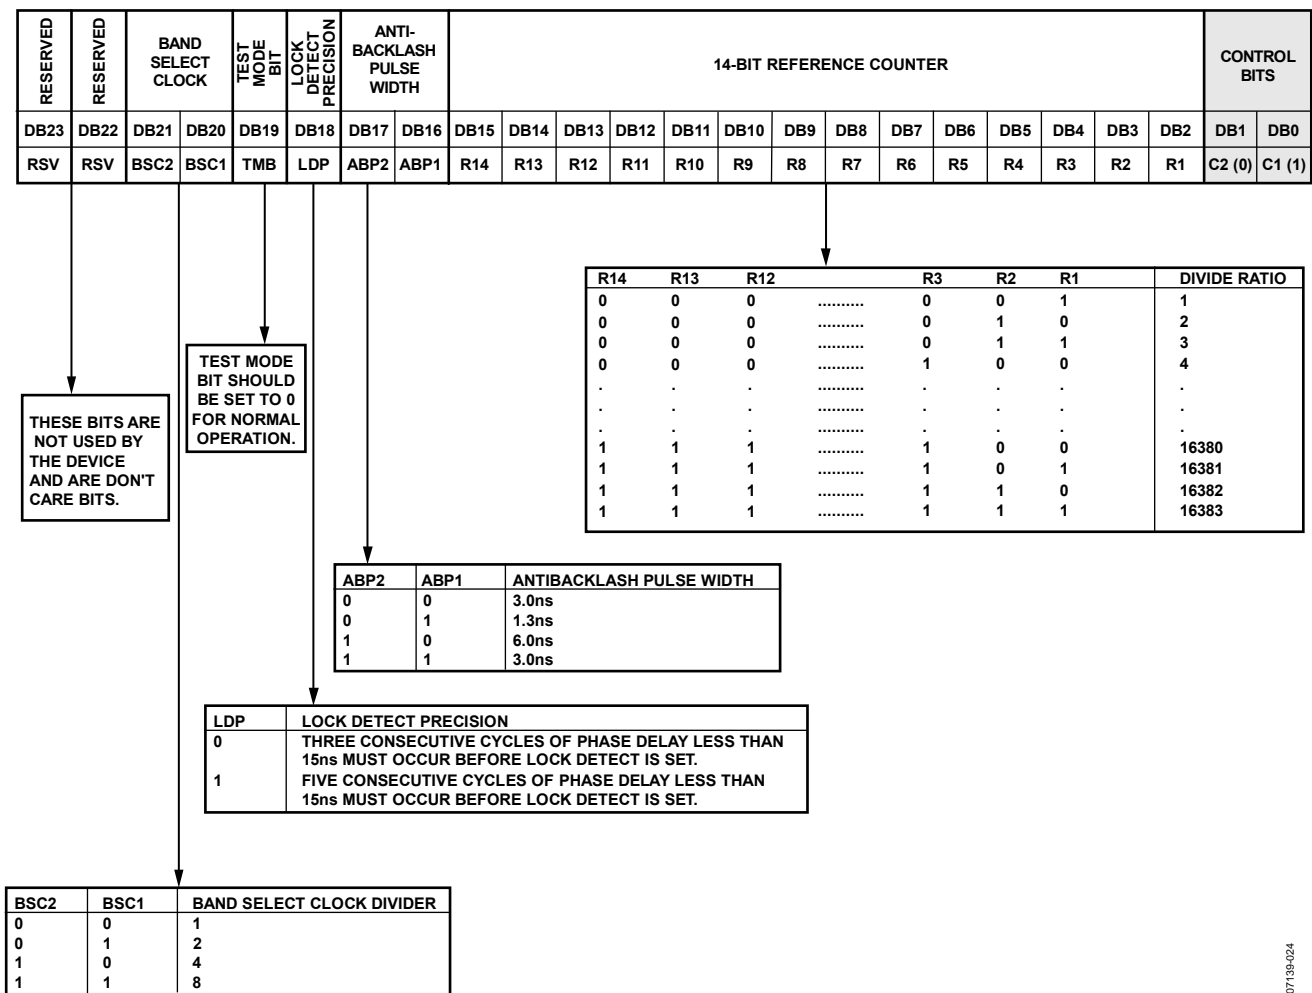 RESERVED
RESERVED
BAND
SELECT
CLOCK
TEST
MODE
BIT
LOCK
DETECT
PRECISION
ANTI-
BACKLASH
PULSE
WIDTH
14-BIT REFERENCE COUNTER
CONTROL
BITS
DB23 DB22 DB21 DB20 DB19 DB18 DB17 DB16 DB15 DB14 DB13 DB12 DB11 DB10 DB9 DB8 DB7 DB6 DB5 DB4 DB3 DB2 DB1 DB0
RSV RSV BSC2 BSC1 TMB LDP ABP2 ABP1 R14 R13 R12 R11 R10 R9 R8 R7 R6 R5 R4 R3 R2 R1 C2 (0) C1 (1)
R14 R13 R12 R3 R2 R1 DIVIDE RATIO
0 0 0 .......... 0 0 1 1
0 0 0 .......... 0 1 0 2
0 0 0 .......... 0 1 1 3
0 0 0 .......... 1 0 0 4
. . . .......... . . . .
. . . .......... . . . .
. . . .......... . . . .
1 1 1 .......... 1 0 0 16380
1 1 1 .......... 1 0 1 16381
1 1 1 .......... 1 1 0 16382
1 1 1 .......... 1 1 1 16383
TEST MODE
BIT SHOULD
BE SET TO 0
FOR NORMAL
OPERATION.
THESE BITS ARE
NOT USED BY
THE DEVICE
AND ARE DON'T
CARE BITS.
ABP2 ABP1 ANTIBACKLASH PULSE WIDTH
0 0 3.0ns
0 1 1.3ns
1 0 6.0ns
1 1 3.0ns
LDP LOCK DETECT PRECISION
0 THREE CONSECUTIVE CYCLES OF PHASE DELAY LESS THAN
15ns MUST OCCUR BEFORE LOCK DETECT IS SET.
1 FIVE CONSECUTIVE CYCLES OF PHASE DELAY LESS THAN
15ns MUST OCCUR BEFORE LOCK DETECT IS SET.
BSC2 BSC1 BAND SELECT CLOCK DIVIDER
0 0 1
0 1 2
1 0 4
1 1 8
07139-024